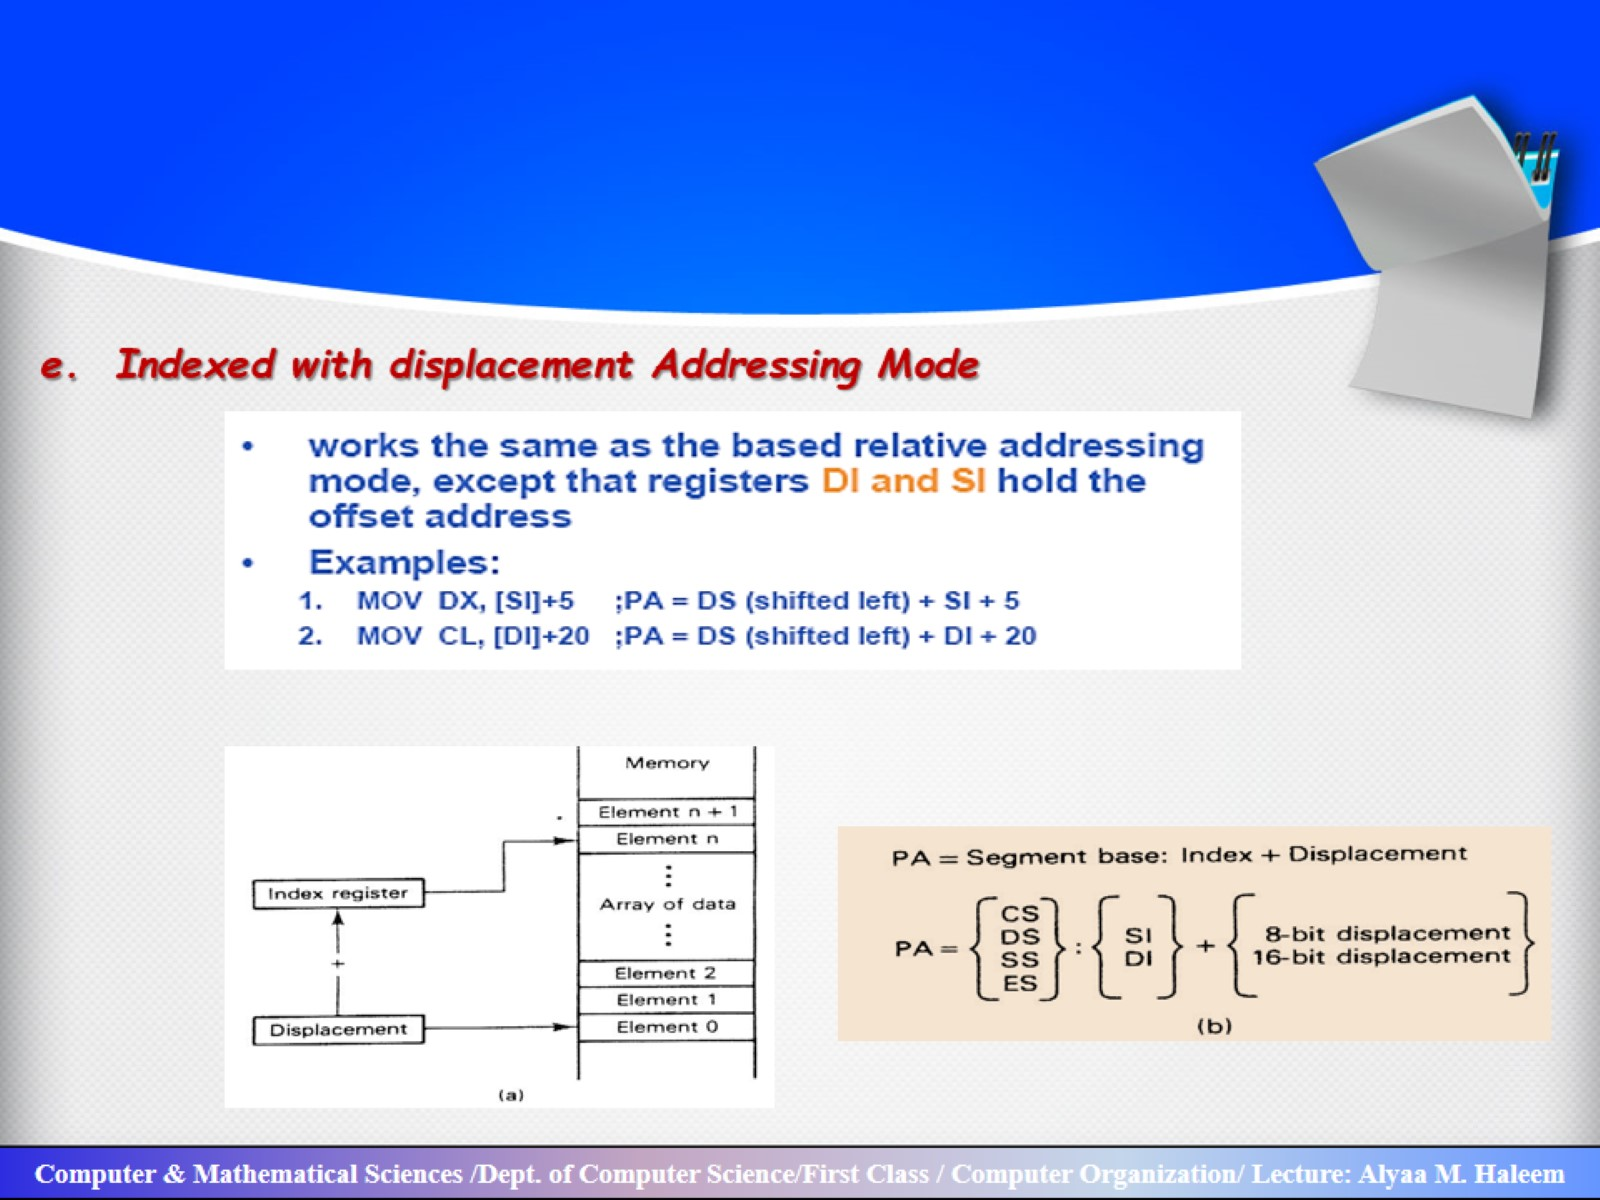 e. Indexed with displacement Addressing Mode
• works the same as the based relative addressing
mode, except that registers DI and SI hold the
offset address
• Examples:
1. MOV DX, [SI]+5 ;PA = DS (shifted left) + SI + 5
2. MOV CL, [DI]+20 ;PA = DS (shifted left) + DI + 20
Memory
Element n + 1
Element n
Index register
Array of data
+
Element 2
Element 1
Displacement
Element 0
(a)
PA = Segment base: Index + Displacement
PA = { CS DS SS ES } : { SI DI } + { 8-bit displacement 16-bit displacement }
(b)
Computer & Mathematical Sciences /Dept. of Computer Science/First Class / Computer Organization/ Lecture: Alyaa M. Haleem